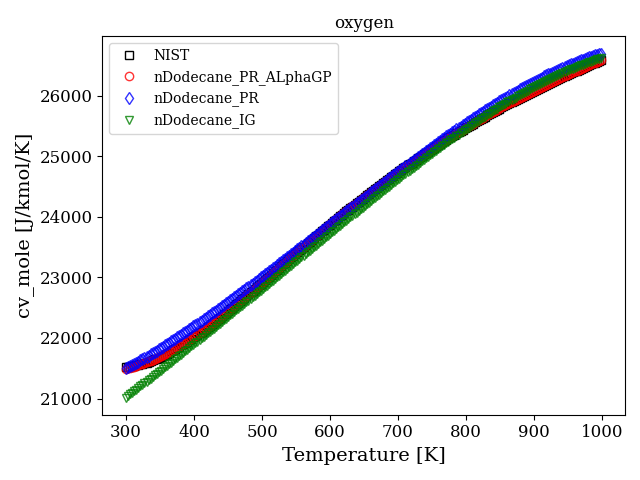 oxygen
NIST
nDodecane_PR_ALphaGP
nDodecane_PR
nDodecane_IG
cv_mole [J/kmol/K]
26000
25000
24000
23000
22000
21000
300 400 500 600 700 800 900 1000
Temperature [K]